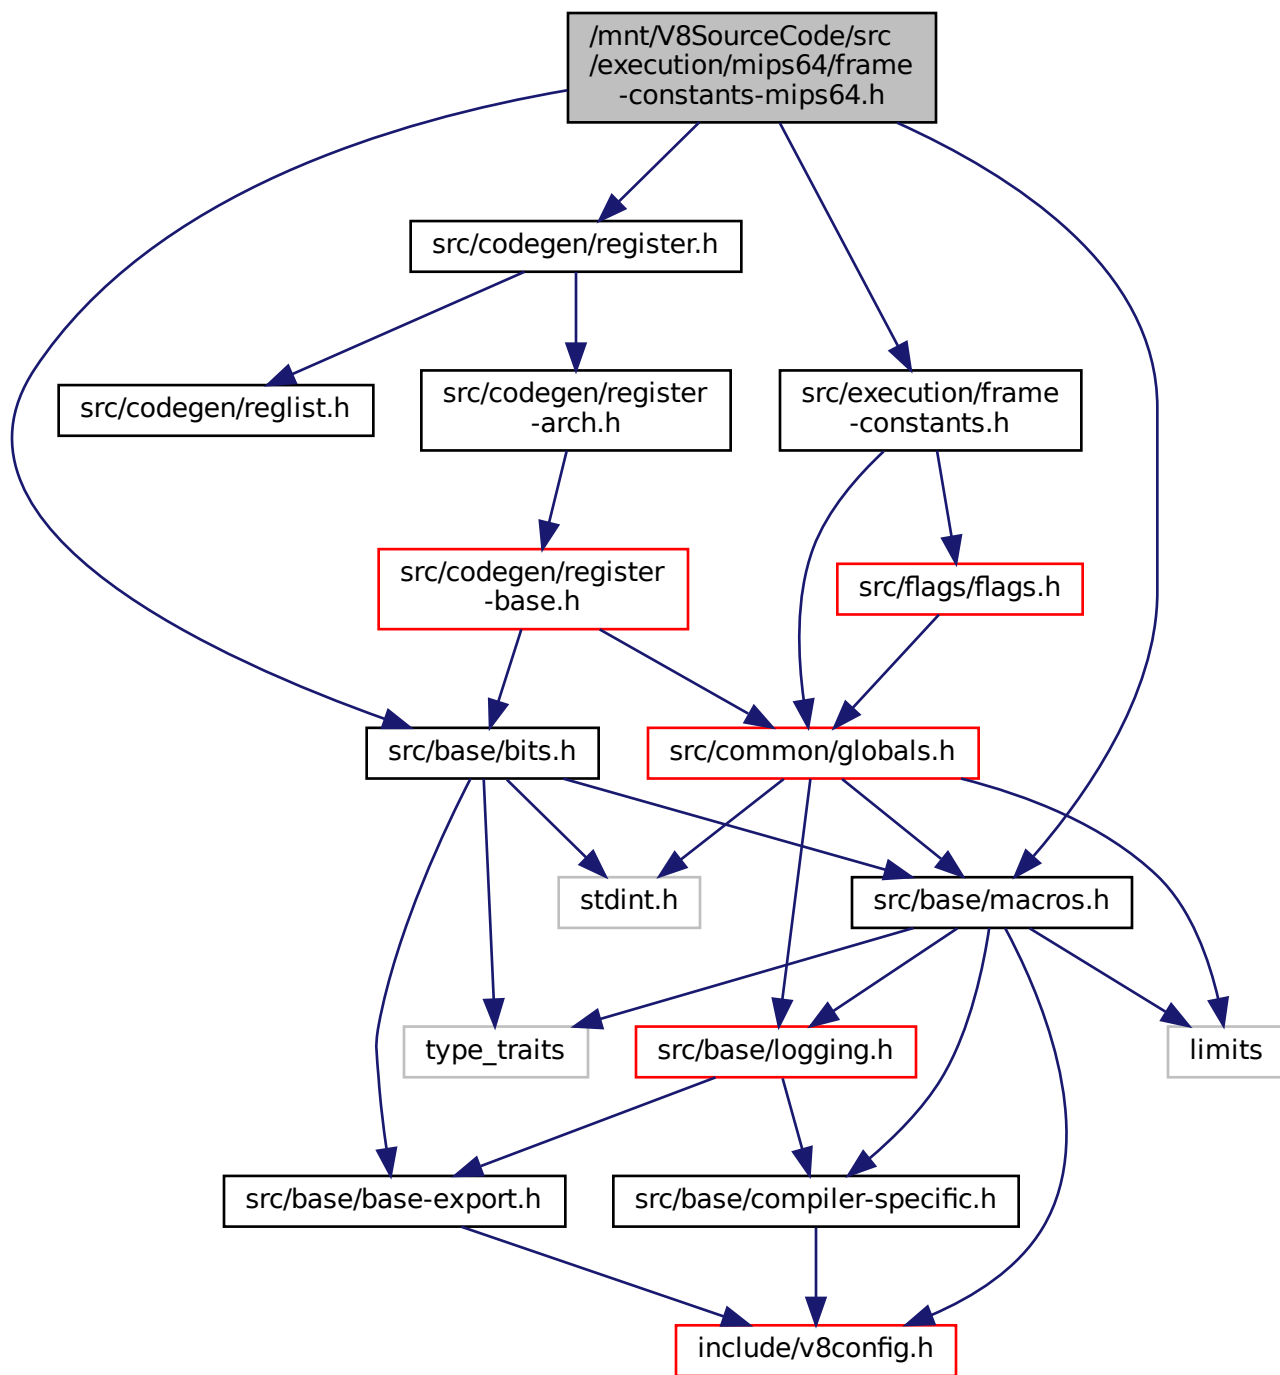 /mnt/V8SourceCode/src
/execution/mips64/frame
-constants-mips64.h
src/codegen/register.h
src/codegen/reglist.h
src/codegen/register
-arch.h
src/execution/frame
-constants.h
src/codegen/register
-base.h
src/flags/flags.h
src/base/bits.h
src/common/globals.h
stdint.h
src/base/macros.h
type_traits
src/base/logging.h
limits
src/base/base-export.h
src/base/compiler-specific.h
include/v8config.h